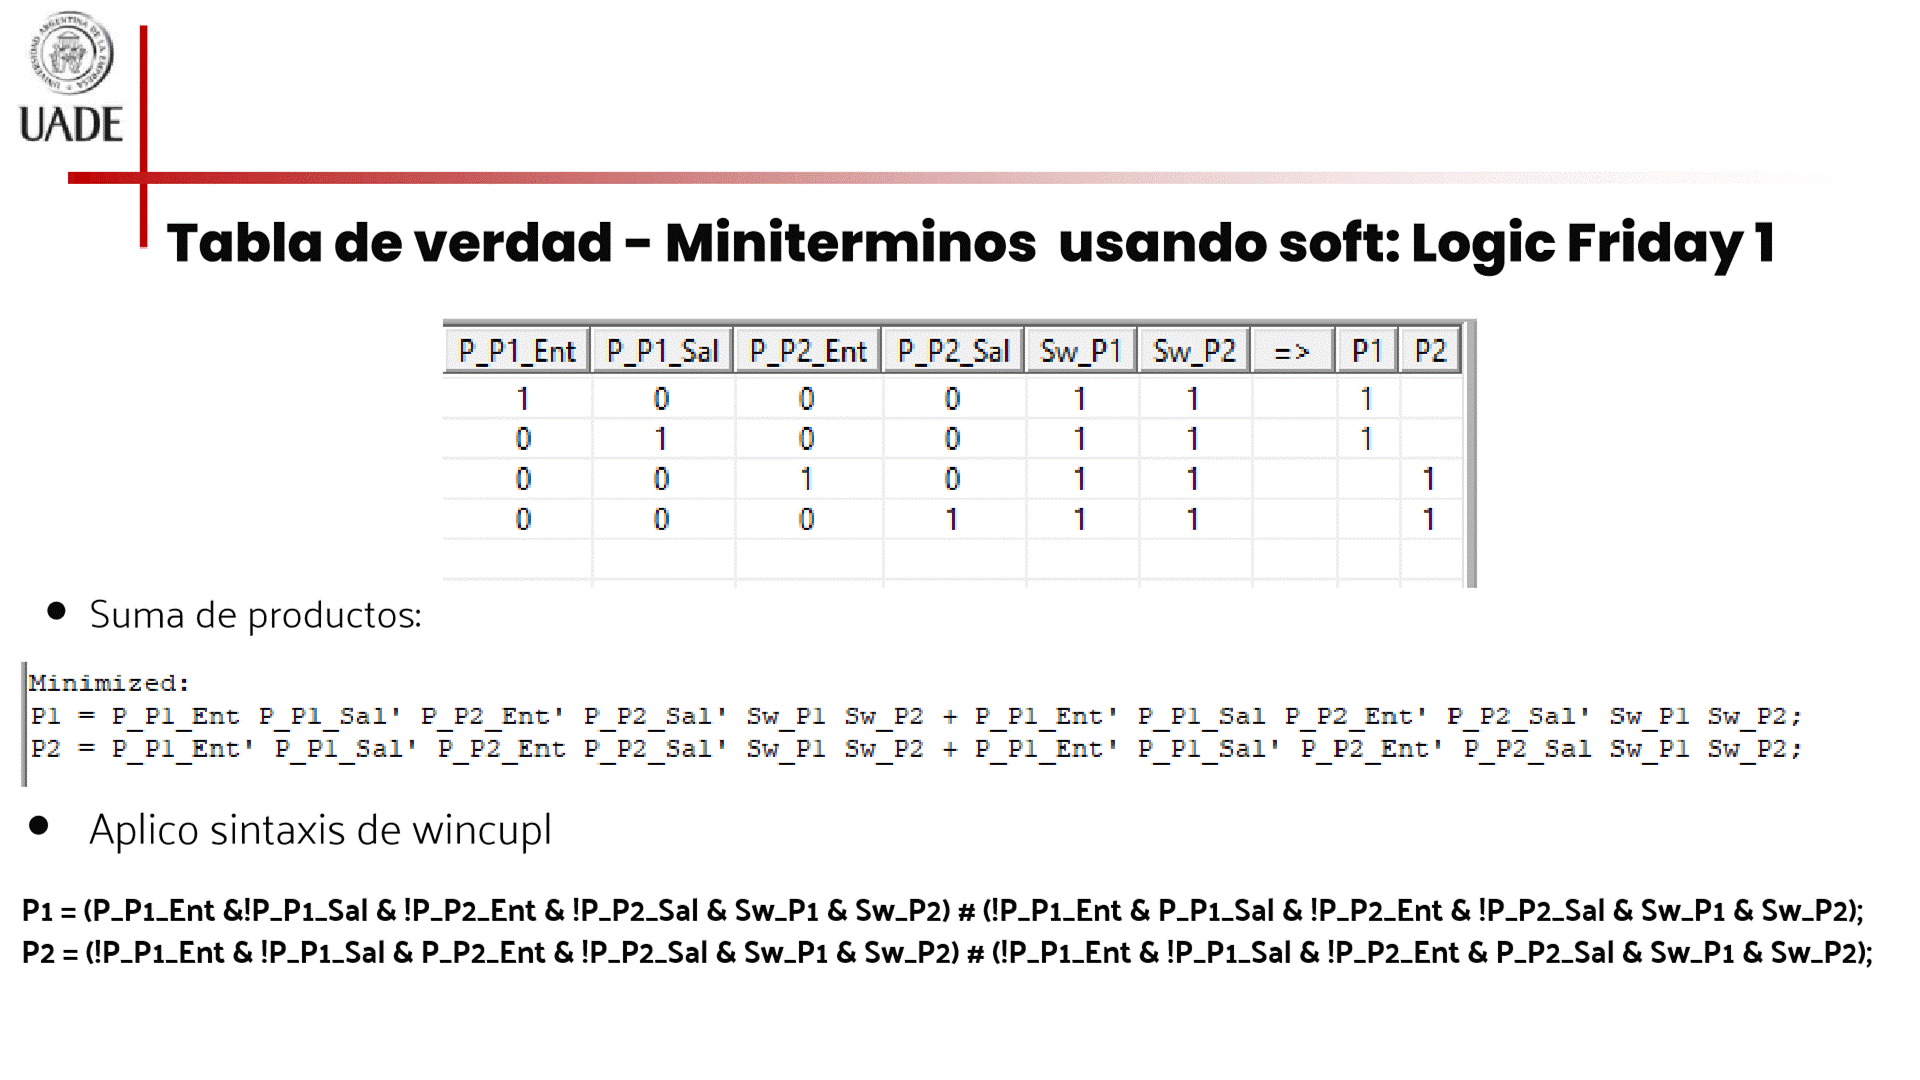 UNIVERSIDAD ARGENTINA DE LA EMPRESA
UADE
Tabla de verdad - Miniterminos usando soft: Logic Friday 1
P_P1_Ent P_P1_Sal P_P2_Ent P_P2_Sal Sw_P1 Sw_P2 => P1 P2
1 0 0 0 1 1 1
0 1 0 0 1 1 1
0 0 1 0 1 1 1
0 0 0 1 1 1 1
• Suma de productos:
Minimized:
P1 = P_P1_Ent P_P1_Sal' P_P2_Ent' P_P2_Sal' Sw_P1 Sw_P2 + P_P1_Ent' P_P1_Sal P_P2_Ent' P_P2_Sal' Sw_P1 Sw_P2;
P2 = P_P1_Ent' P_P1_Sal' P_P2_Ent P_P2_Sal' Sw_P1 Sw_P2 + P_P1_Ent' P_P1_Sal' P_P2_Ent' P_P2_Sal Sw_P1 Sw_P2;
• Aplico sintaxis de wincupl
P1 = (P_P1_Ent &!P_P1_Sal & !P_P2_Ent & !P_P2_Sal & Sw_P1 & Sw_P2) # (!P_P1_Ent & P_P1_Sal & !P_P2_Ent & !P_P2_Sal & Sw_P1 & Sw_P2);
P2 = (!P_P1_Ent & !P_P1_Sal & P_P2_Ent & !P_P2_Sal & Sw_P1 & Sw_P2) # (!P_P1_Ent & !P_P1_Sal & !P_P2_Ent & P_P2_Sal & Sw_P1 & Sw_P2);